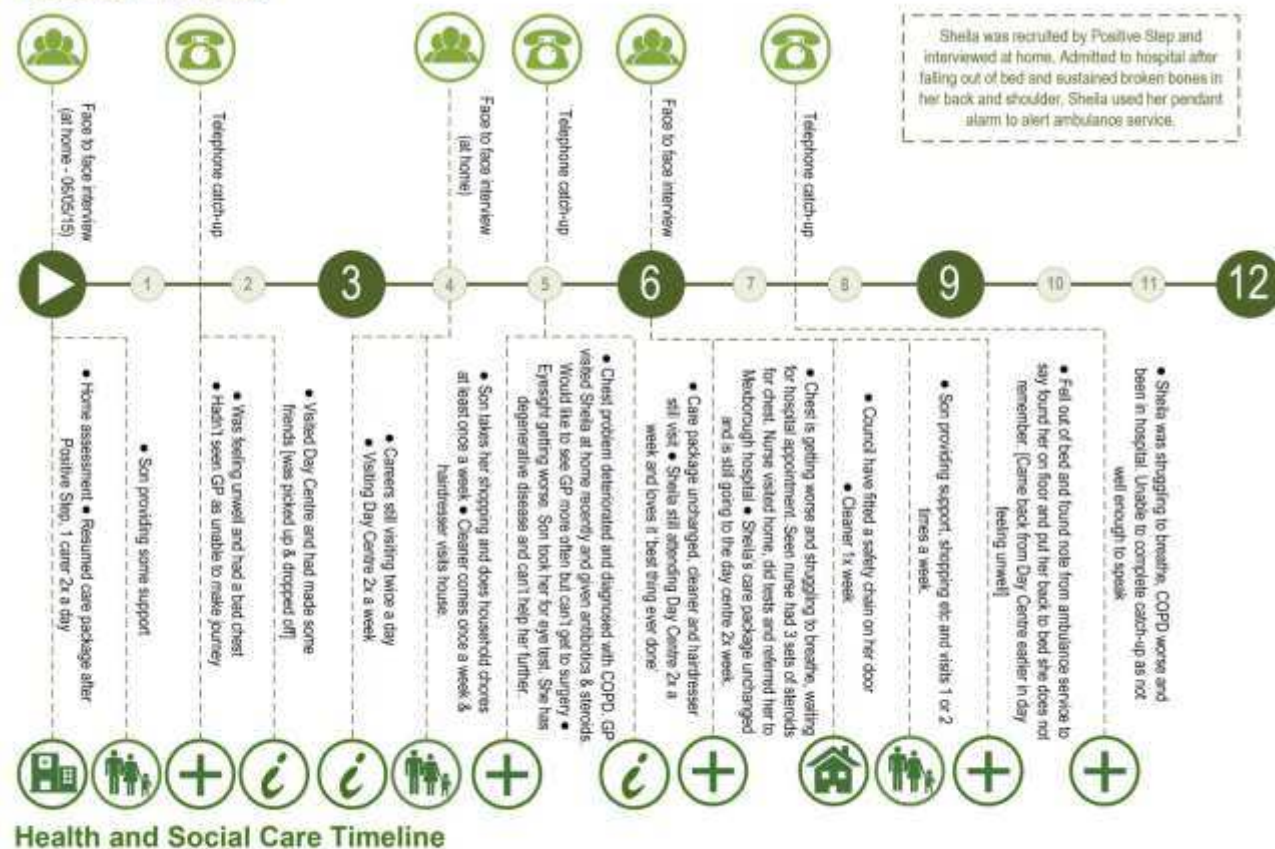 Sheila was recruited by Positive Step and
interviewed at home. Admitted to hospital after
falling out of bed and sustained broken bones in
her back and shoulder. Sheila used her pendant
alarm to alert ambulance service.
Face to face interview
(at home - 06/05/15)
Telephone catch-up
Face to face interview
(at home)
Telephone catch-up
Face to face interview
Telephone catch-up
1
2
3
4
5
6
7
8
9
10
11
12
● Home assessment ● Resumed care package after
Positive Step, 1 carer 2x a day
● Son providing some support
● Was feeling unwell and had a bad chest
● Hadn't seen GP as unable to make journey
● Visited Day Centre and had made some
friends [was picked up & dropped off]
● Careers still visiting twice a day
● Visiting Day Centre 2x a week
● Son takes her shopping and does household chores
at least once a week ● Cleaner comes once a week &
hairdresser visits house.
● Chest problem deteriorated and diagnosed with COPD. GP
visited Sheila at home recently and given antibiotics & steroids.
Would like to see GP more often but can't get to surgery ●
Eyesight getting worse. Son took her for eye test. She has
degenerative disease and can't help her further.
● Care package unchanged, cleaner and hairdresser
still visit ● Sheila still attending Day Centre 2x a
week and loves it 'best thing ever done'
● Chest is getting worse and struggling to breathe, waiting
for hospital appointment. Seen nurse had 3 sets of steroids
for chest. Nurse visited home, did tests and referred her to
Mexborough hospital ● Sheila's care package unchanged
and is still going to the day centre 2x week.
● Council have fitted a safety chain on her door
● Cleaner 1x week
● Son providing support, shopping etc and visits 1 or 2
times a week.
● Fell out of bed and found note from ambulance service to
say found her on floor and put her back to bed she does not
remember. [Came back from Day Centre earlier in day
feeling unwell]
● Sheila was struggling to breathe, COPD worse and
been in hospital. Unable to complete catch-up as not
well enough to speak
Health and Social Care Timeline